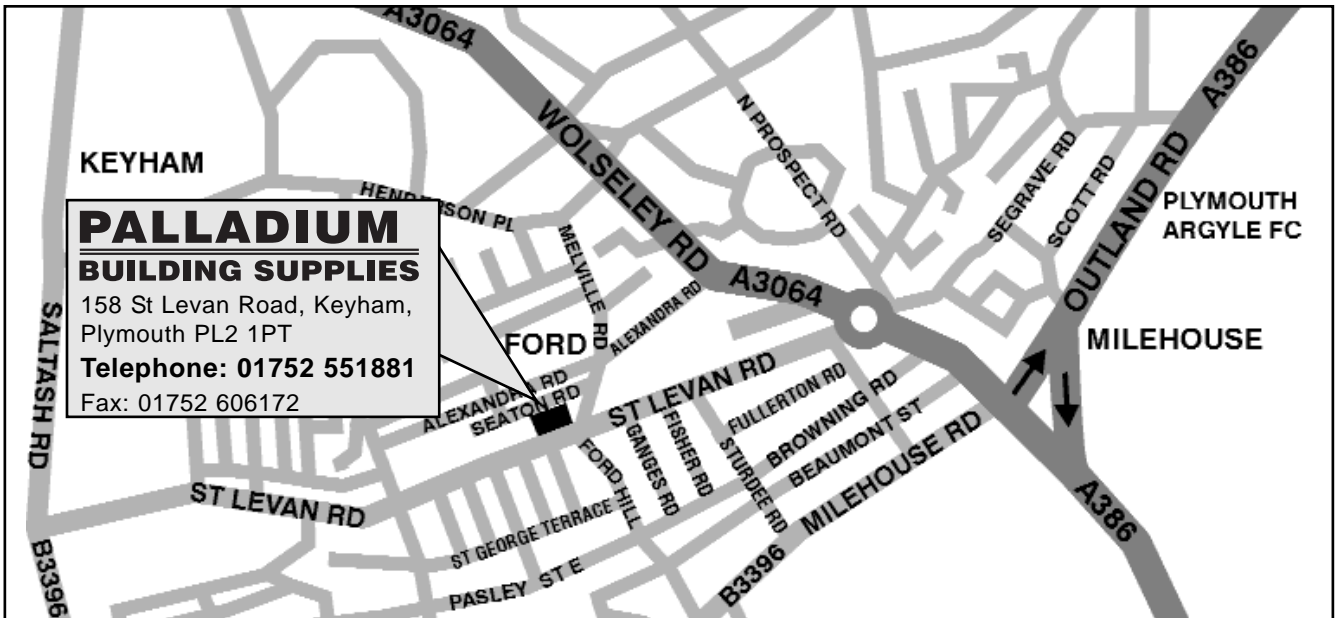 A3064
A386
WOLSELEY RD
N PROSPECT RD
KEYHAM
HENDERSON PL
SEGRAVE RD
SCOTT RD
OUTLAND RD
PLYMOUTH
ARGYLE FC
PALLADIUM
BUILDING SUPPLIES
158 St Levan Road, Keyham,
Plymouth PL2 1PT
Telephone: 01752 551881
Fax: 01752 606172
MELVILLE RD
ALEXANDRA RD
A3064
SALTASH RD
FORD
MILEHOUSE
ALEXANDRA RD
SEATON RD
ST LEVAN RD
FULLERTON RD
BROWNING RD
BEAUMONT ST
FISHER RD
GANGES RD
STURDEE RD
FORD HILL
MILEHOUSE RD
ST LEVAN RD
A386
ST GEORGE TERRACE
B3396
PASLEY ST E
B3396